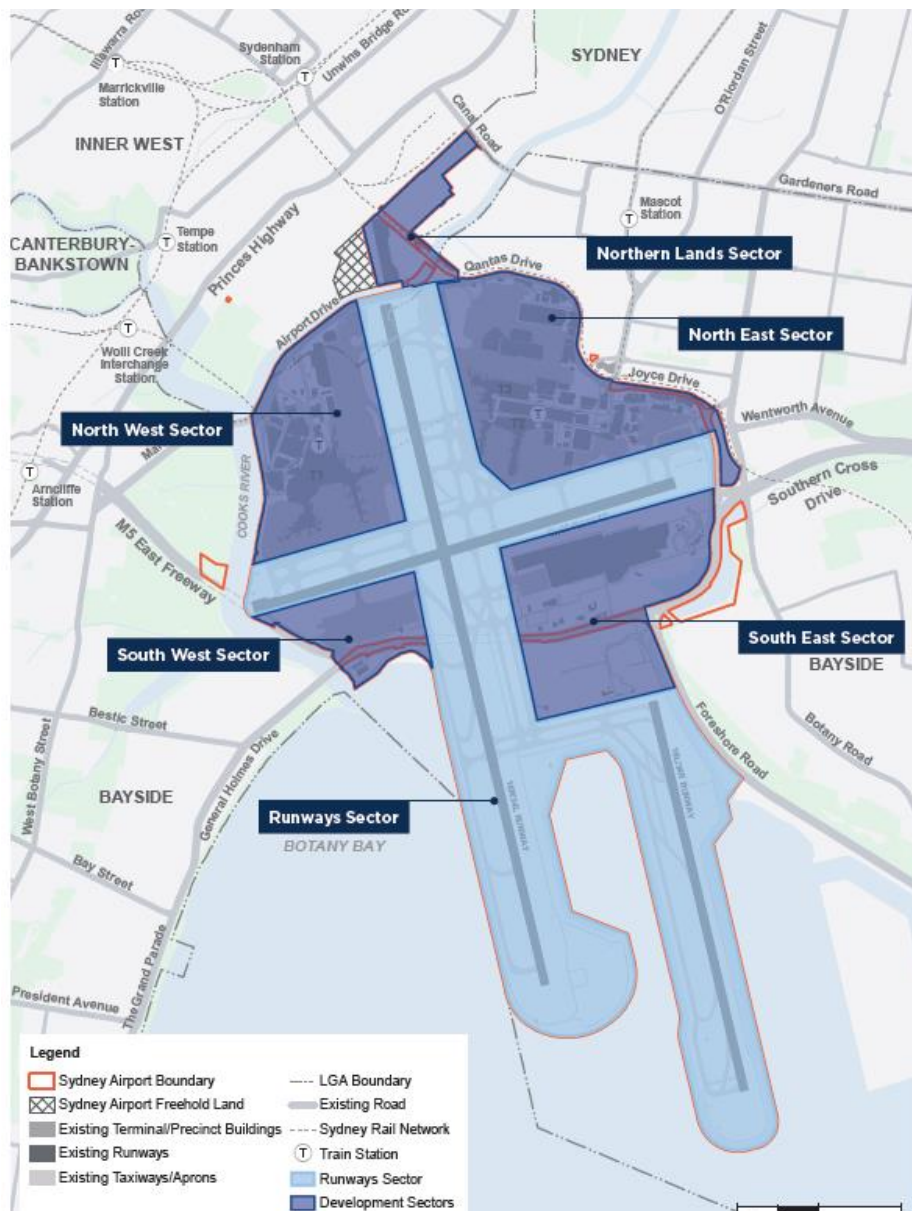 Illawarra Road
Sydenham
Station
Unwins Bridge Road
SYDNEY
O'Riordan Street
T
Marrickville
Station
T
Canal Road
INNER WEST
Gardeners Road
Mascot
Station
T
Princes Highway
Tempe
Station
T
CANTERBURY-
BANKSTOWN
Northern Lands Sector
Qantas Drive
Airport Drive
T
Wolli Creek
Interchange
Station
North East Sector
Joyce Drive
North West Sector
Wentworth Avenue
T
T
T
Arncliffe
Station
COOKS RIVER
Southern Cross
Drive
M5 East Freeway
South West Sector
South East Sector
BAYSIDE
Bestic Street
General Holmes Drive
Foreshore Road
Botany Road
West Botany Street
BAYSIDE
Runways Sector
BOTANY BAY
Bay Street
The Grand Parade
President Avenue
Legend
Sydney Airport Boundary
Sydney Airport Freehold Land
Existing Terminal/Precinct Buildings
Existing Runways
Existing Taxiways/Aprons
LGA Boundary
Existing Road
Sydney Rail Network
T Train Station
Runways Sector
Development Sectors